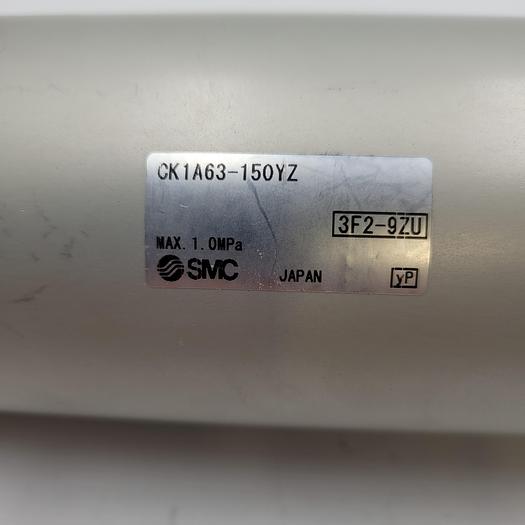 CK1A63-150YZ
3F2-9ZU
MAX. 1.0MPa
SMC JAPAN yP